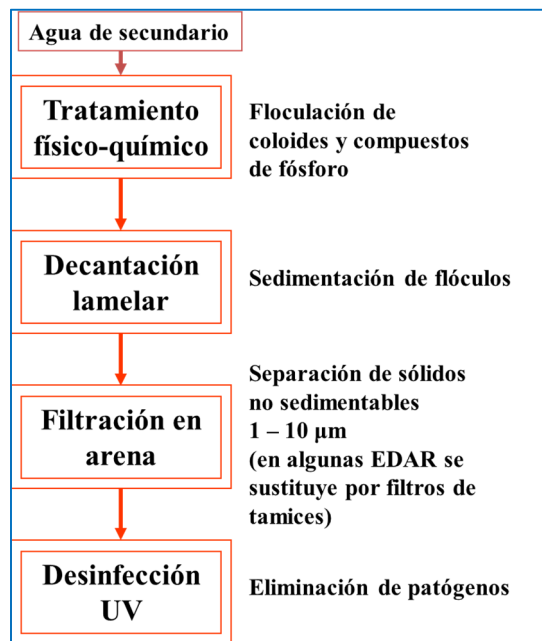 Agua de secundario
Tratamiento
físico-químico
Floculación de
coloides y compuestos
de fósforo
Decantación
lamelar
Sedimentación de flóculos
Filtración en
arena
Separación de sólidos
no sedimentables
1 – 10 μm
(en algunas EDAR se
sustituye por filtros de
tamices)
Desinfección
UV
Eliminación de patógenos